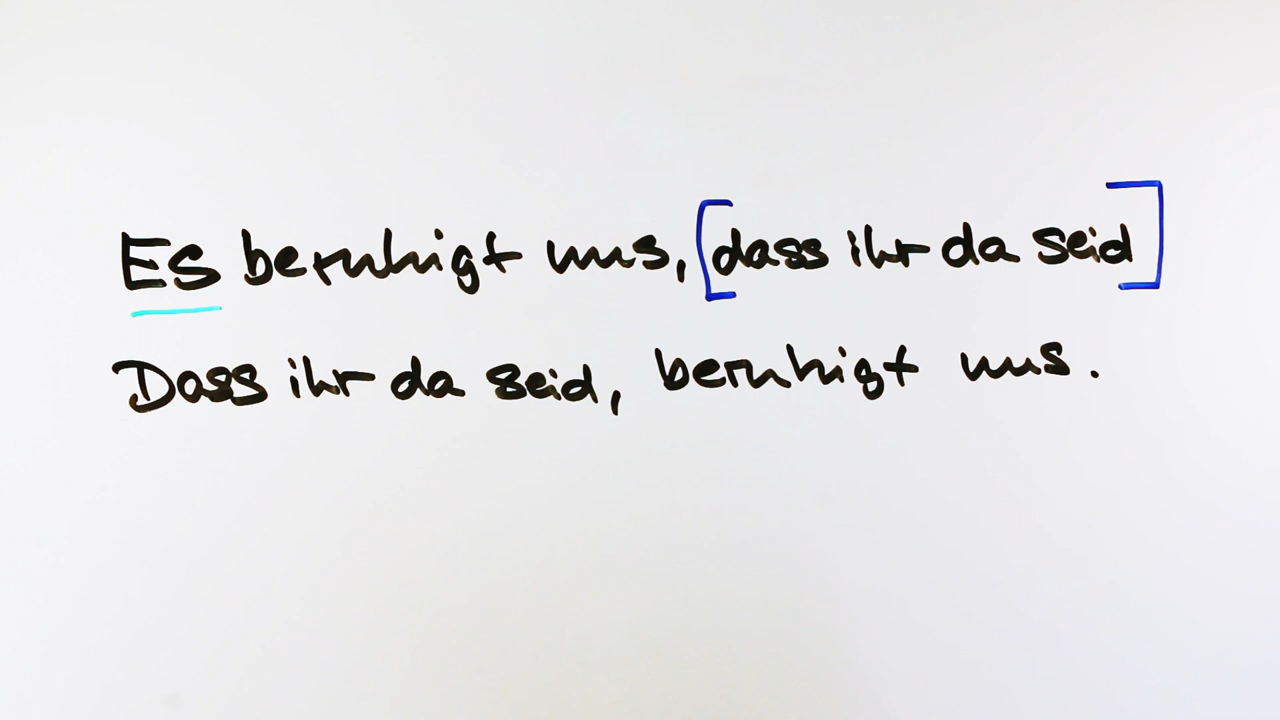 Es beruhigt uns, [dass ihr da seid]
Dass ihr da seid, beruhigt uns.